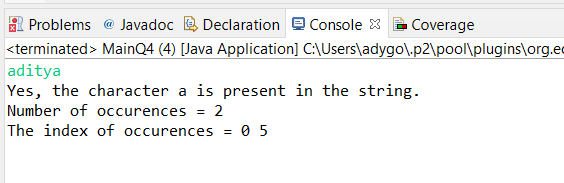 Problems @ Javadoc Declaration Console Coverage
<terminated> MainQ4 (4) [Java Application] C:\Users\adygo\.p2\pool\plugins\org.ec
aditya
Yes, the character a is present in the string.
Number of occurences = 2
The index of occurences = 0 5